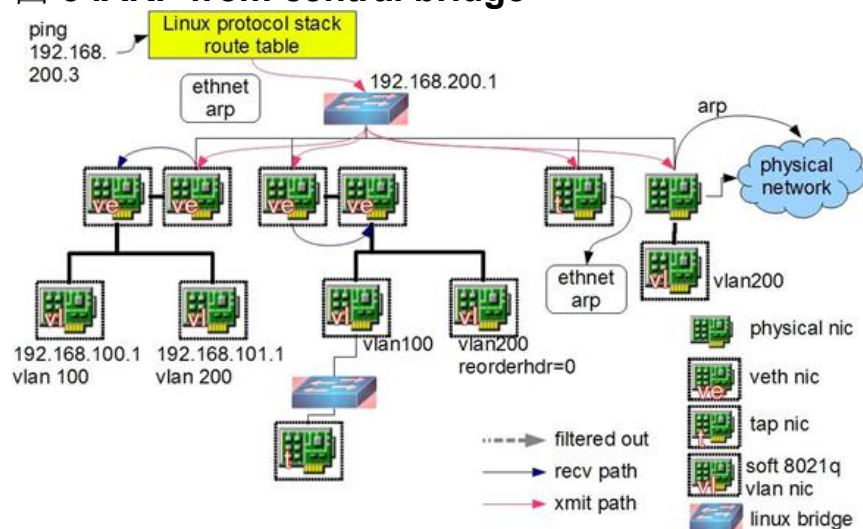 ping
192.168.
200.3
Linux protocol stack
route table
ethnet
arp
192.168.200.1
arp
physical
network
ve
ve
ve
ve
t
ethnet
arp
vl
vlan200
vl
192.168.100.1
vlan 100
vl
192.168.101.1
vlan 200
vl
vlan100
vl
vlan200
reorderhdr=0
t
filtered out
recv path
xmit path
physical nic
ve
veth nic
t
tap nic
vl
soft 8021q
vlan nic
linux bridge